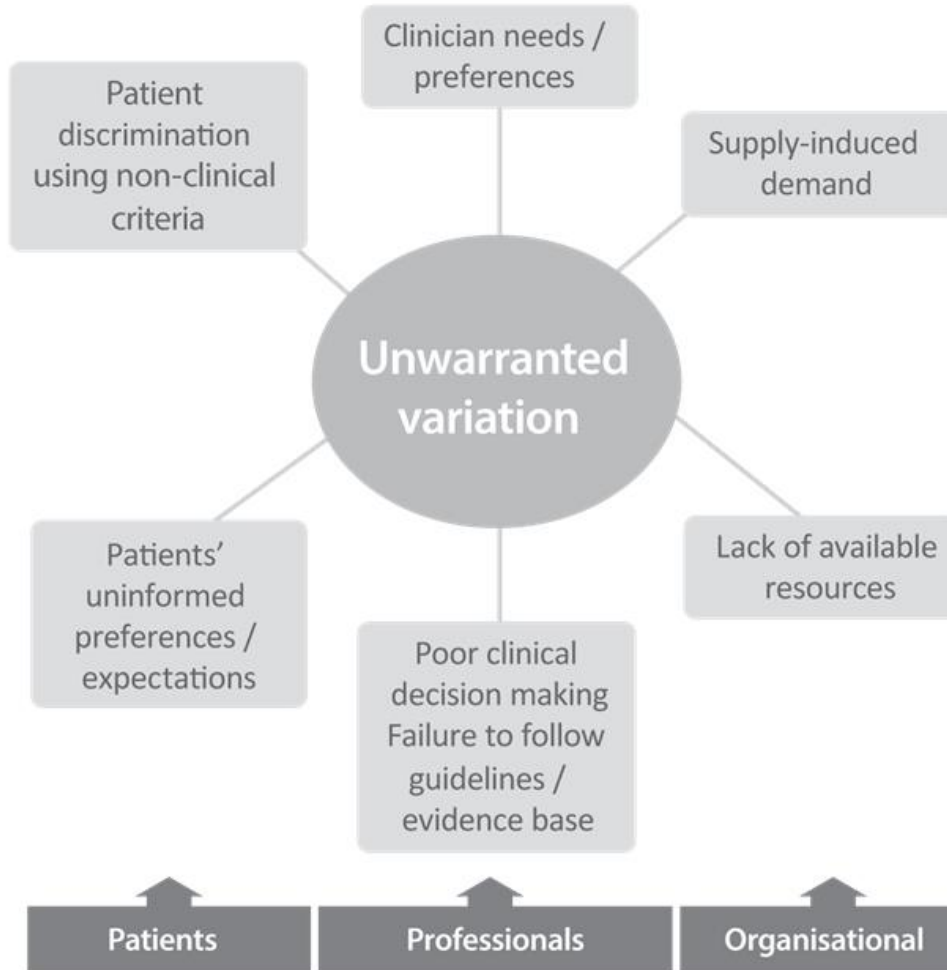 Clinician needs /
preferences
Patient
discrimination
using non-clinical
criteria
Supply-induced
demand
Unwarranted
variation
Patients’
uninformed
preferences /
expectations
Lack of available
resources
Poor clinical
decision making
Failure to follow
guidelines /
evidence base
Patients
Professionals
Organisational